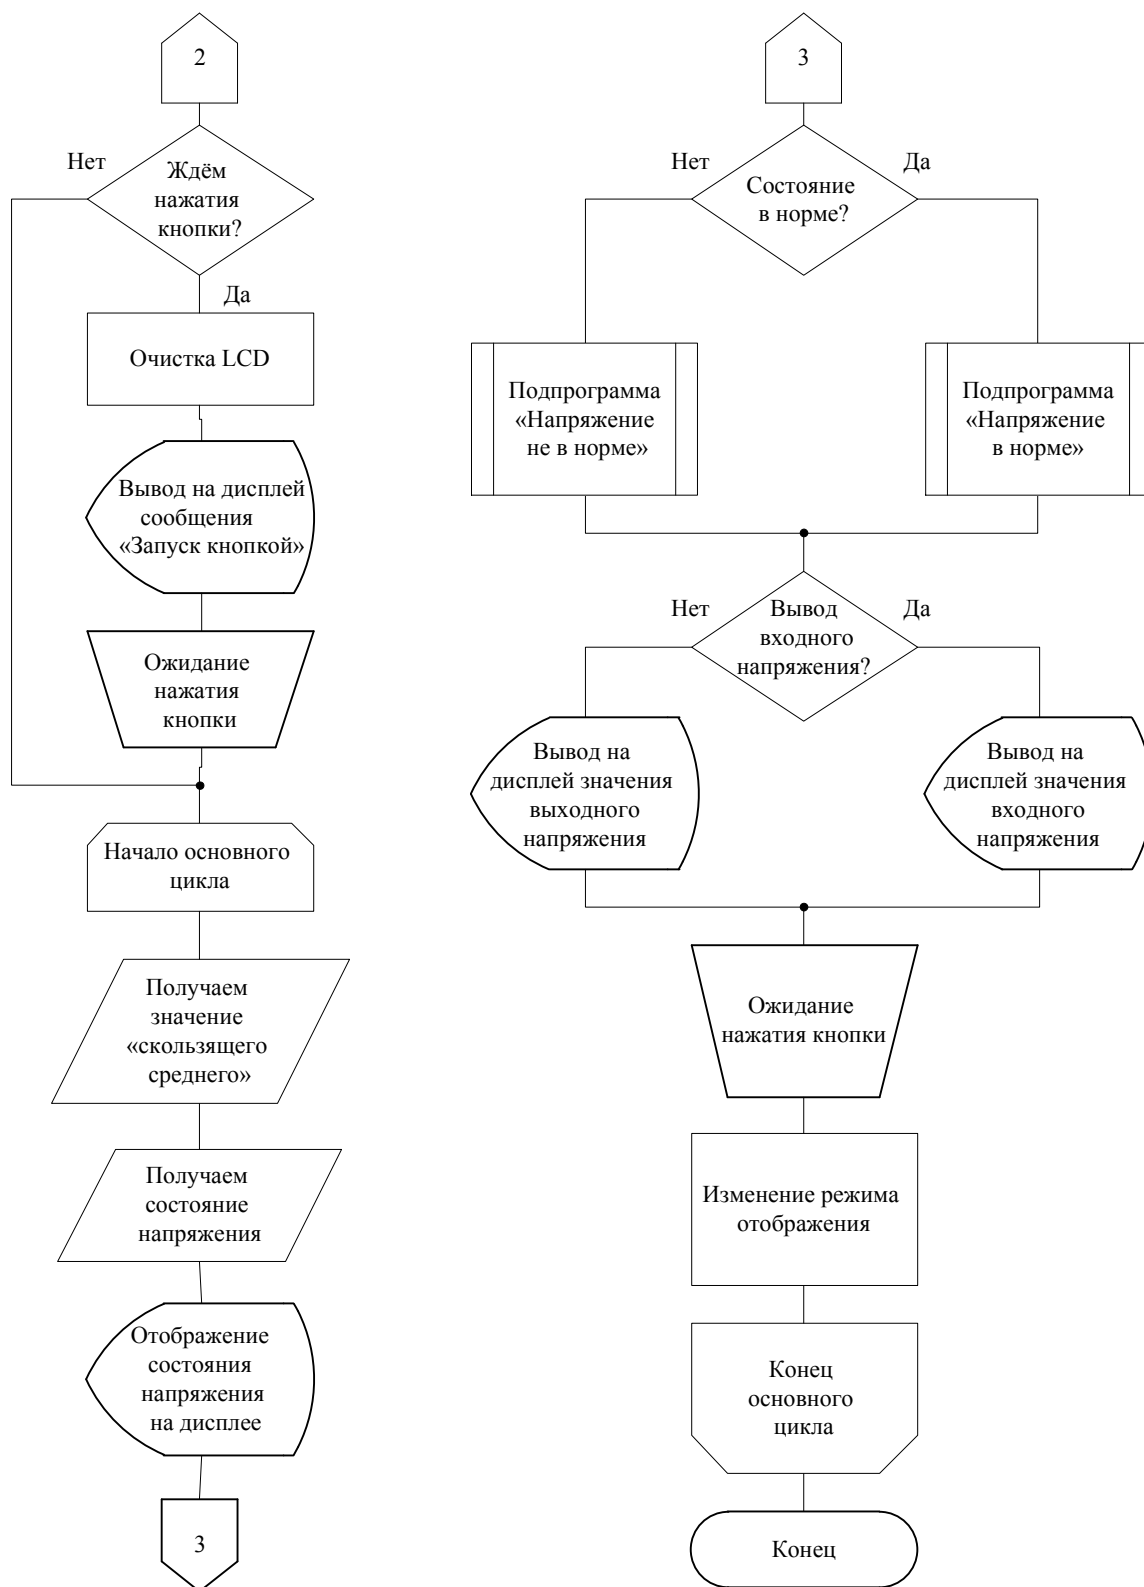 2
Нет
Ждём
нажатия
кнопки?
Да
Очистка LCD
Вывод на дисплей
сообщения
«Запуск кнопкой»
Ожидание
нажатия
кнопки
Начало основного
цикла
Получаем
значение
«скользящего
среднего»
Получаем
состояние
напряжения
Отображение
состояния
напряжения
на дисплее
3
3
Нет
Да
Состояние
в норме?
Подпрограмма
«Напряжение
не в норме»
Подпрограмма
«Напряжение
в норме»
Нет
Да
Вывод
входного
напряжения?
Вывод на
дисплей значения
выходного
напряжения
Вывод на
дисплей значения
входного
напряжения
Ожидание
нажатия кнопки
Изменение режима
отображения
Конец
основного
цикла
Конец